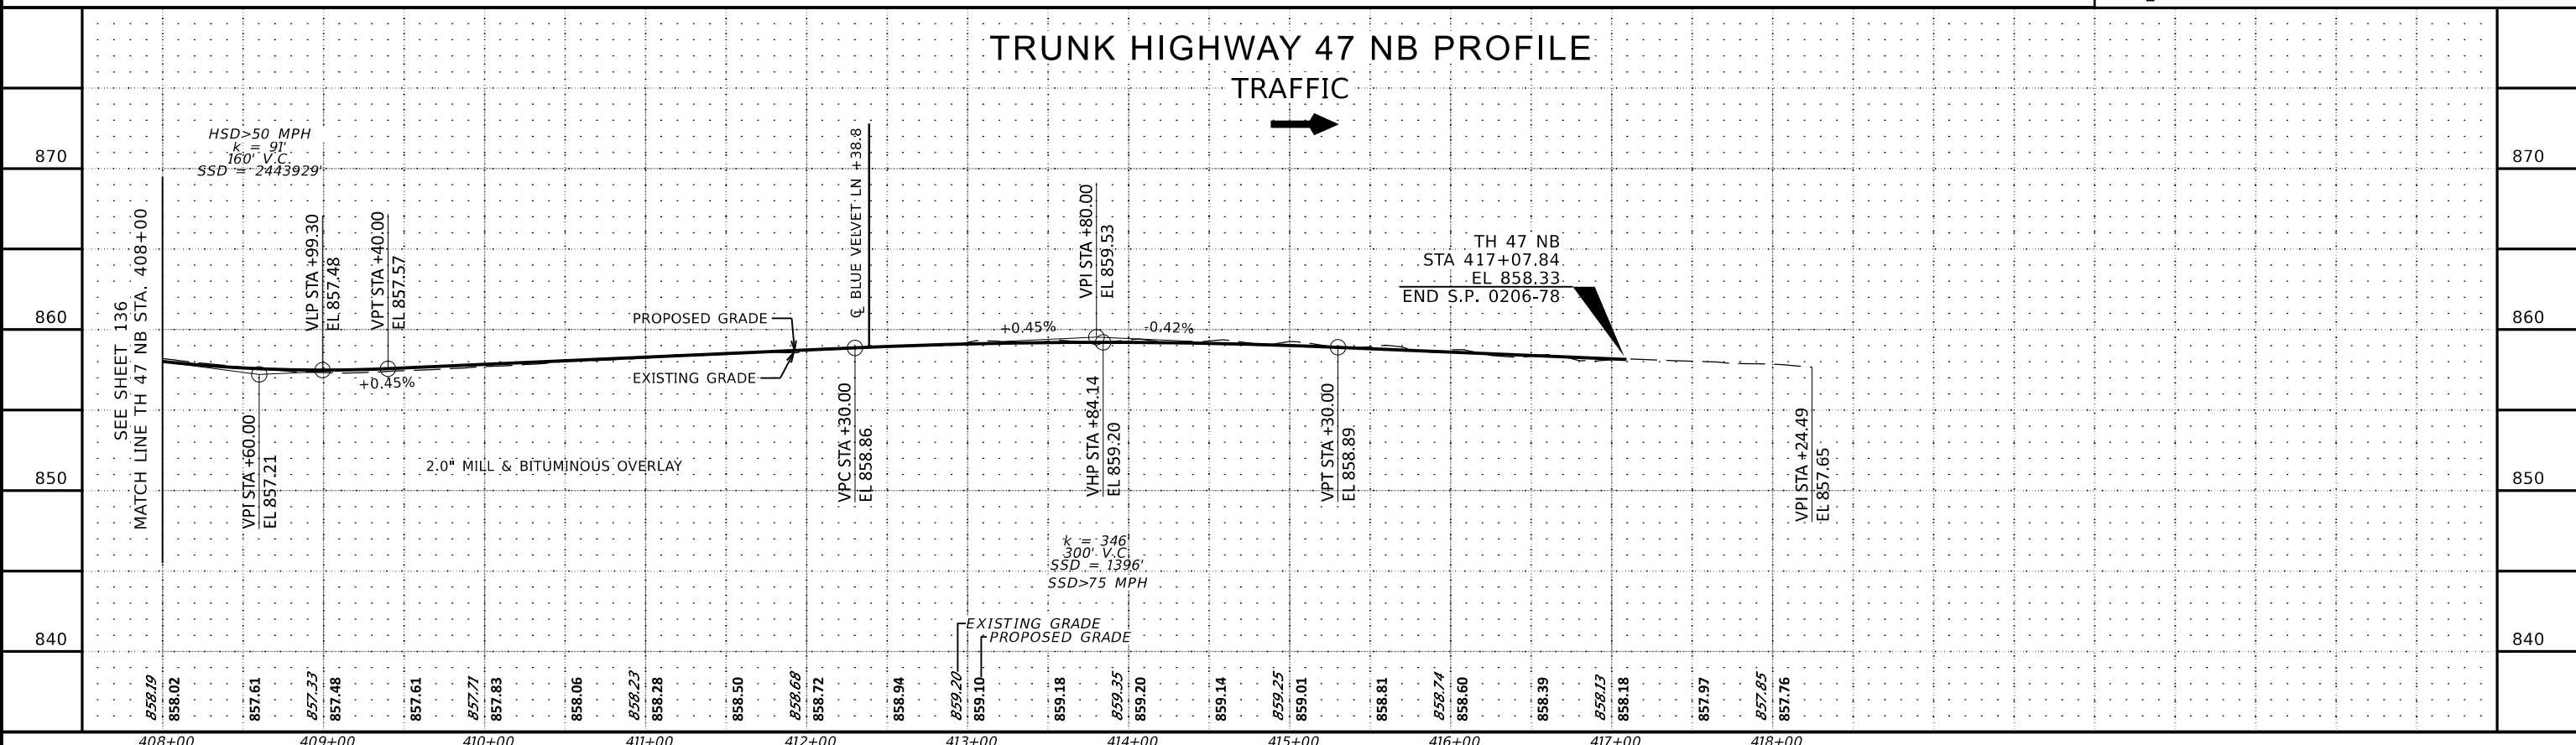 TRUNK HIGHWAY 47 NB PROFILE
TRAFFIC
HSD>50 MPH
k = 91'
160' V.C.
SSD = 2443929'
870
870
860
860
850
850
840
840
SEE SHEET 136
MATCH LINE TH 47 NB STA. 408+00
VPI STA +60.00
EL 857.21
VLP STA +99.30
EL 857.48
VPT STA +40.00
EL 857.57
+0.45%
2.0" MILL & BITUMINOUS OVERLAY
PROPOSED GRADE
EXISTING GRADE
℄ BLUE VELVET LN +38.8
VPC STA +30.00
EL 858.86
+0.45%
-0.42%
VPI STA +80.00
EL 859.53
VHP STA +84.14
EL 859.20
k = 346'
300' V.C.
SSD = 1396'
SSD>75 MPH
VPT STA +30.00
EL 858.89
TH 47 NB
STA 417+07.84
EL 858.33
END S.P. 0206-78
VPI STA +24.49
EL 857.65
EXISTING GRADE
PROPOSED GRADE
858.19 858.02 857.61 857.33 857.48 857.61 857.71 857.83 858.06 858.23 858.28 858.50 858.68 858.72 858.94 859.20 859.10 859.18 859.35 859.20 859.14 859.25 859.01 858.81 858.74 858.60 858.39 858.13 858.18 857.97 857.85 857.76
408+00 409+00 410+00 411+00 412+00 413+00 414+00 415+00 416+00 417+00 418+00